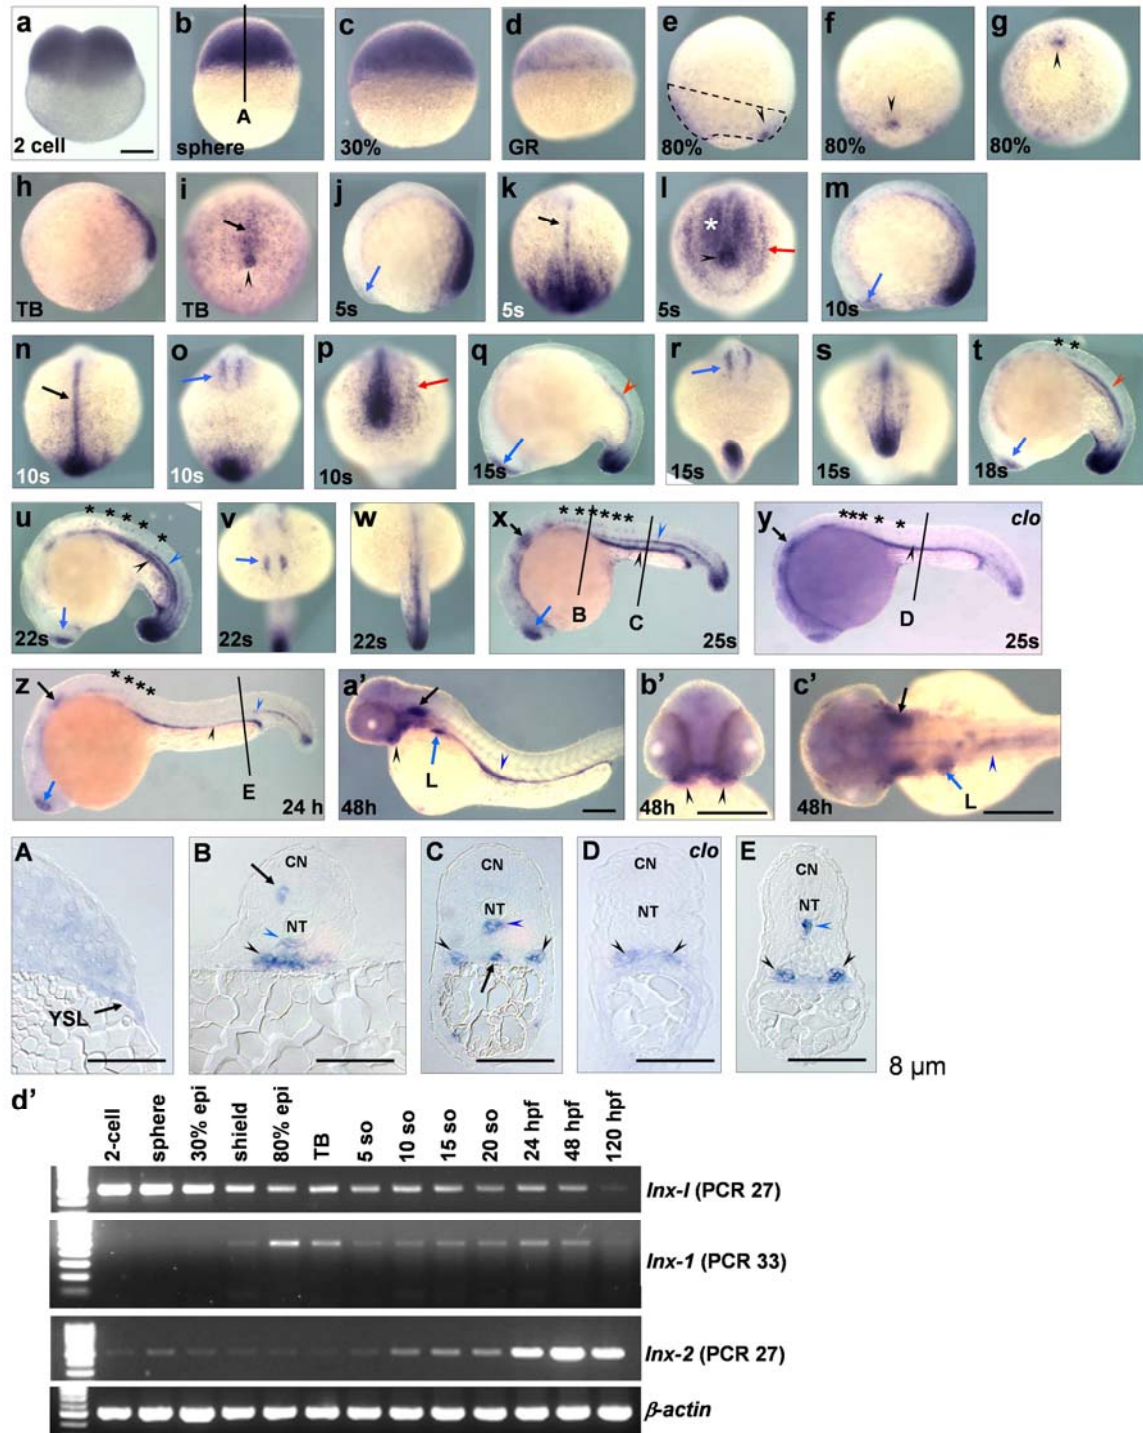 a
2 cell
b
A
sphere
c
30%
d
GR
e
80%
f
80%
g
80%
h
TB
i
TB
j
5s
k
5s
l
*
5s
m
10s
n
10s
o
10s
p
10s
q
15s
r
15s
s
15s
t
* *
18s
u
* * * * *
22s
v
22s
w
22s
x
******
B
C
25s
y
clo
*** * *
D
25s
z
****
E
24 h
a'
L
48h
b'
48h
c'
L
48h
A
YSL
B
CN
NT
C
CN
NT
D
clo
CN
NT
E
CN
NT
8 µm
d'
2-cell
sphere
30% epi
shield
80% epi
TB
5 so
10 so
15 so
20 so
24 hpf
48 hpf
120 hpf
lnx-l (PCR 27)
lnx-1 (PCR 33)
lnx-2 (PCR 27)
β-actin